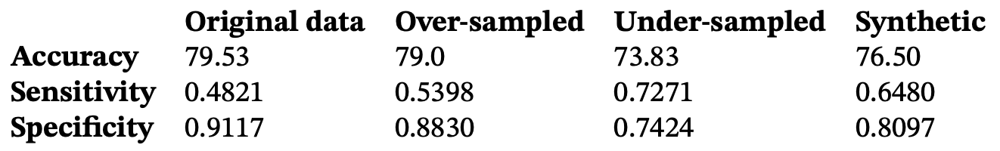 Original data Over-sampled Under-sampled Synthetic
Accuracy 79.53 79.0 73.83 76.50
Sensitivity 0.4821 0.5398 0.7271 0.6480
Specificity 0.9117 0.8830 0.7424 0.8097